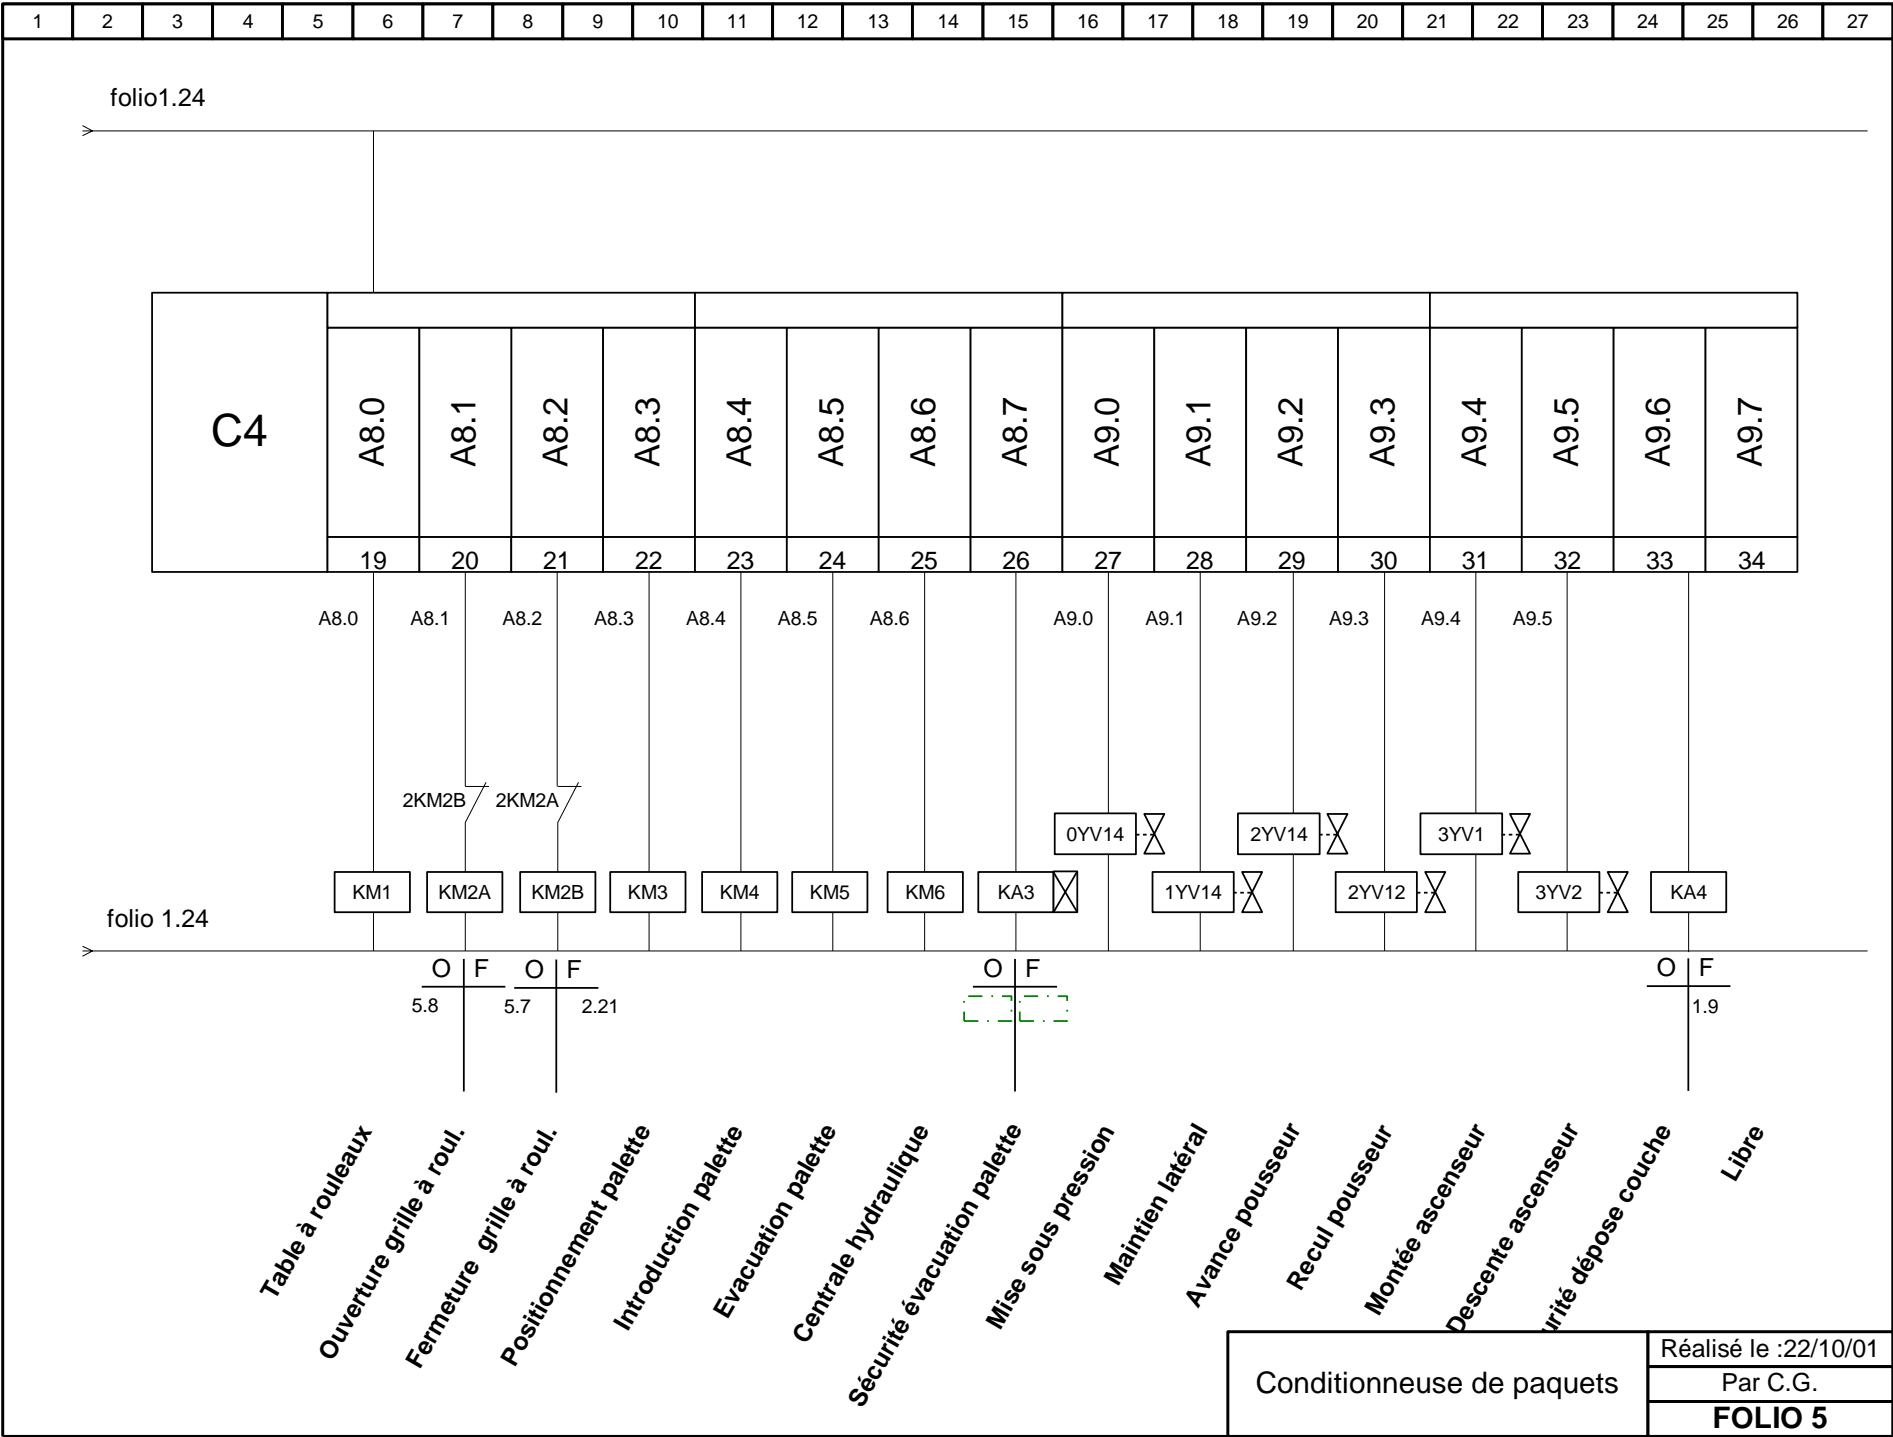 1 2 3 4 5 6 7 8 9 10 11 12 13 14 15 16 17 18 19 20 21 22 23 24 25 26 27
folio1.24
C4
A8.0 A8.1 A8.2 A8.3 A8.4 A8.5 A8.6 A8.7 A9.0 A9.1 A9.2 A9.3 A9.4 A9.5 A9.6 A9.7
19 20 21 22 23 24 25 26 27 28 29 30 31 32 33 34
A8.0 A8.1 A8.2 A8.3 A8.4 A8.5 A8.6 A9.0 A9.1 A9.2 A9.3 A9.4 A9.5
2KM2B 2KM2A
0YV14 2YV14 3YV1
KM1 KM2A KM2B KM3 KM4 KM5 KM6 KA3 1YV14 2YV12 3YV2 KA4
folio 1.24
O F O F O F O F
5.8 5.7 2.21 1.9
Table à rouleaux
Ouverture grille à roul.
Fermeture grille à roul.
Positionnement palette
Introduction palette
Evacuation palette
Centrale hydraulique
Sécurité évacuation palette
Mise sous pression
Maintien latéral
Avance pousseur
Recul pousseur
Montée ascenseur
Descente ascenseur
urité dépose couche
Libre
Conditionneuse de paquets
Réalisé le :22/10/01
Par C.G.
FOLIO 5